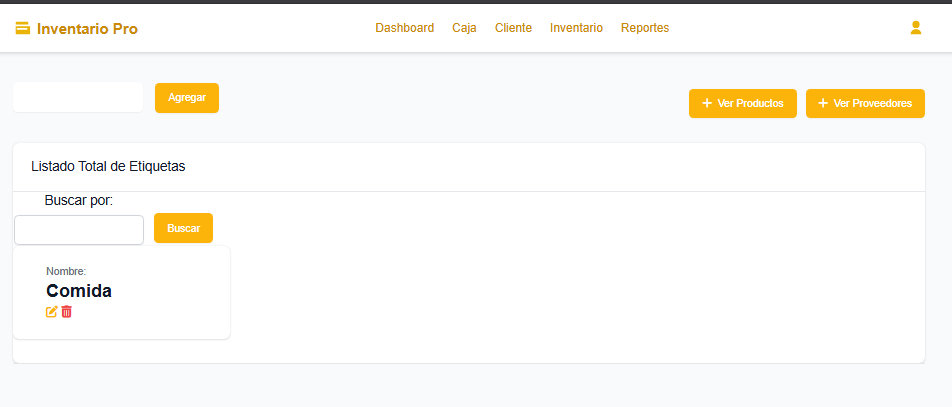 Inventario Pro Dashboard Caja Cliente Inventario Reportes
Agregar Ver Productos Ver Proveedores
Listado Total de Etiquetas
Buscar por:
Buscar
Nombre:
Comida